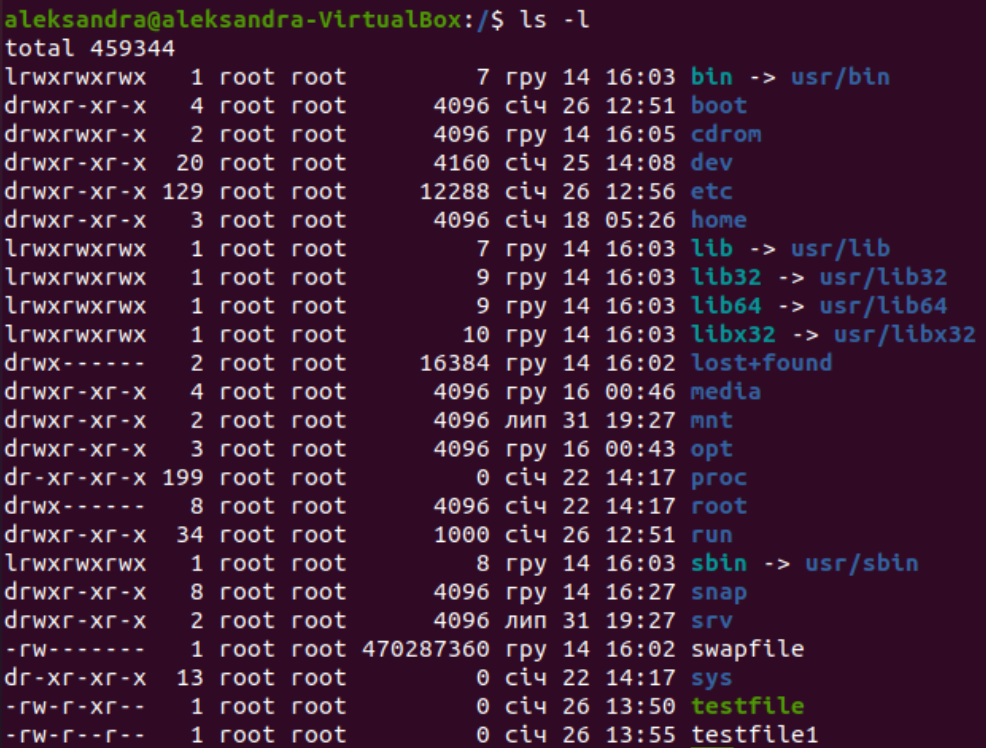 aleksandra@aleksandra-VirtualBox:/$ ls -l
total 459344
lrwxrwxrwx   1 root root         7 гру 14 16:03 bin -> usr/bin
drwxr-xr-x   4 root root      4096 січ 26 12:51 boot
drwxrwxr-x   2 root root      4096 гру 14 16:05 cdrom
drwxr-xr-x  20 root root      4160 січ 25 14:08 dev
drwxr-xr-x 129 root root     12288 січ 26 12:56 etc
drwxr-xr-x   3 root root      4096 січ 18 05:26 home
lrwxrwxrwx   1 root root         7 гру 14 16:03 lib -> usr/lib
lrwxrwxrwx   1 root root         9 гру 14 16:03 lib32 -> usr/lib32
lrwxrwxrwx   1 root root         9 гру 14 16:03 lib64 -> usr/lib64
lrwxrwxrwx   1 root root        10 гру 14 16:03 libx32 -> usr/libx32
drwx------   2 root root     16384 гру 14 16:02 lost+found
drwxr-xr-x   4 root root      4096 гру 16 00:46 media
drwxr-xr-x   2 root root      4096 лип 31 19:27 mnt
drwxr-xr-x   3 root root      4096 гру 16 00:43 opt
dr-xr-xr-x 199 root root         0 січ 22 14:17 proc
drwx------   8 root root      4096 січ 22 14:17 root
drwxr-xr-x  34 root root      1000 січ 26 12:51 run
lrwxrwxrwx   1 root root         8 гру 14 16:03 sbin -> usr/sbin
drwxr-xr-x   8 root root      4096 гру 14 16:27 snap
drwxr-xr-x   2 root root      4096 лип 31 19:27 srv
-rw-------   1 root root 470287360 гру 14 16:02 swapfile
dr-xr-xr-x  13 root root         0 січ 22 14:17 sys
-rw-r-xr--   1 root root         0 січ 26 13:50 testfile
-rw-r--r--   1 root root         0 січ 26 13:55 testfile1